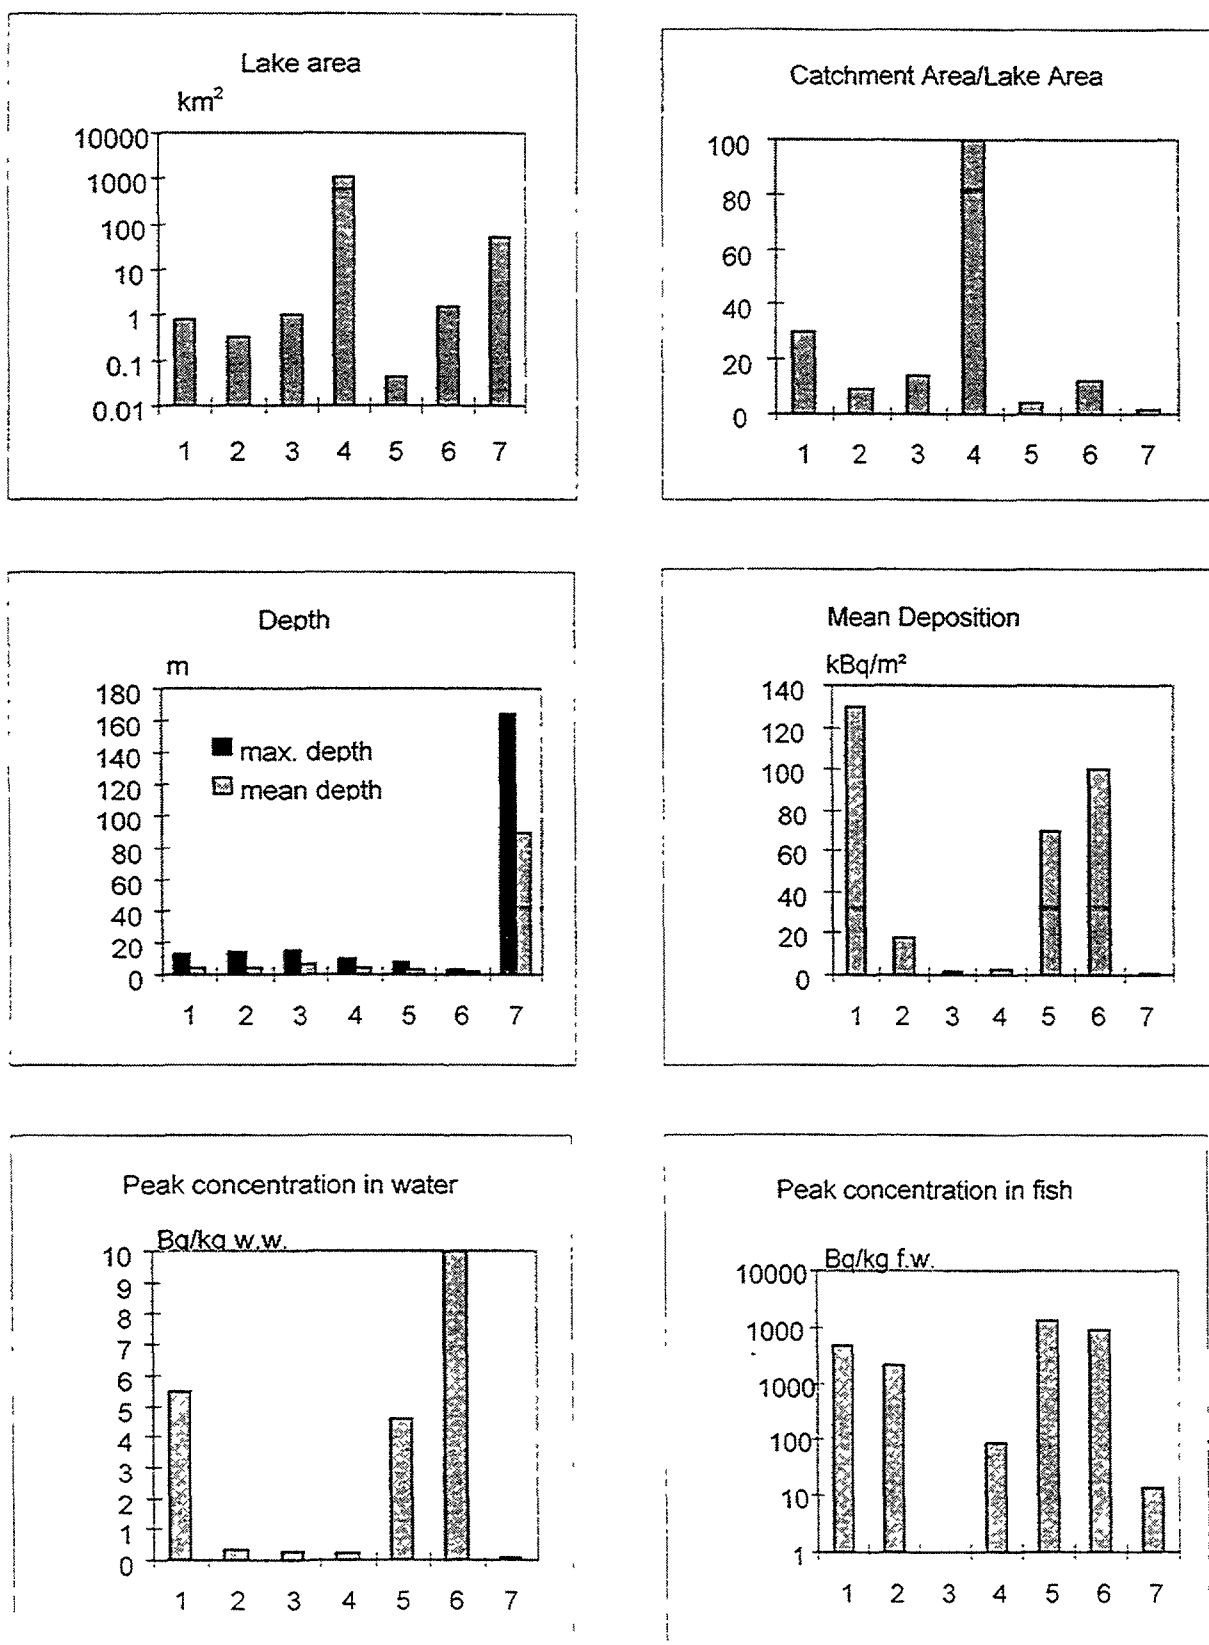 Lake area
km²
10000
1000
100
10
1
0.1
0.01
1 2 3 4 5 6 7
Catchment Area/Lake Area
100
80
60
40
20
0
1 2 3 4 5 6 7
Depth
m
180
160
140
120
100
80
60
40
20
0
max. depth
mean depth
1 2 3 4 5 6 7
Mean Deposition
kBq/m²
140
120
100
80
60
40
20
0
1 2 3 4 5 6 7
Peak concentration in water
Bq/kg w.w.
10
9
8
7
6
5
4
3
2
1
0
1 2 3 4 5 6 7
Peak concentration in fish
Bq/kg f.w.
10000
1000
1000
100
10
1
1 2 3 4 5 6 7